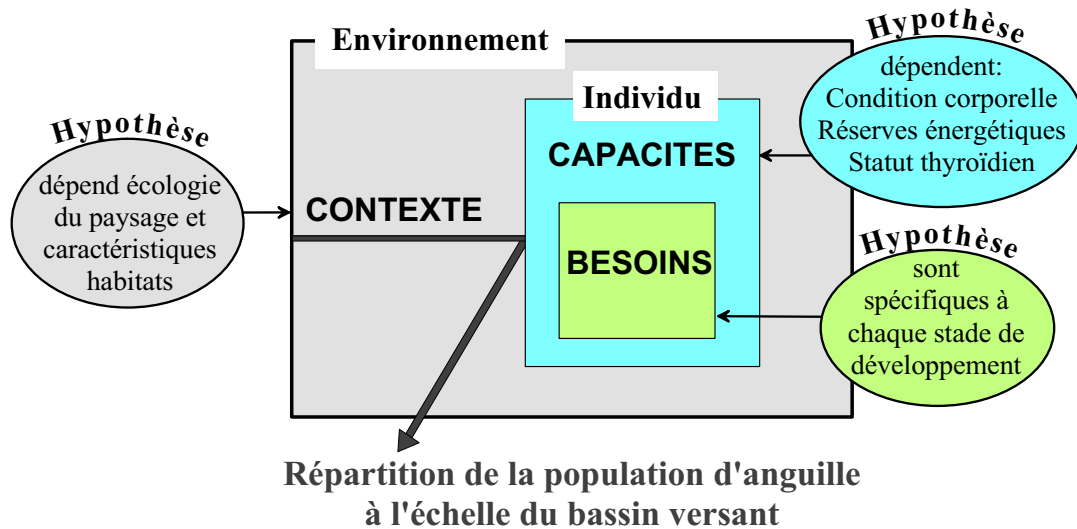 Environnement
Hypothèse
dépendent:
Condition corporelle
Réserves énergétiques
Statut thyroïdien
Individu
CAPACITES
Hypothèse
dépend écologie
du paysage et
caractéristiques
habitats
CONTEXTE
BESOINS
Hypothèse
sont
spécifiques à
chaque stade de
développement
Répartition de la population d'anguille
à l'échelle du bassin versant